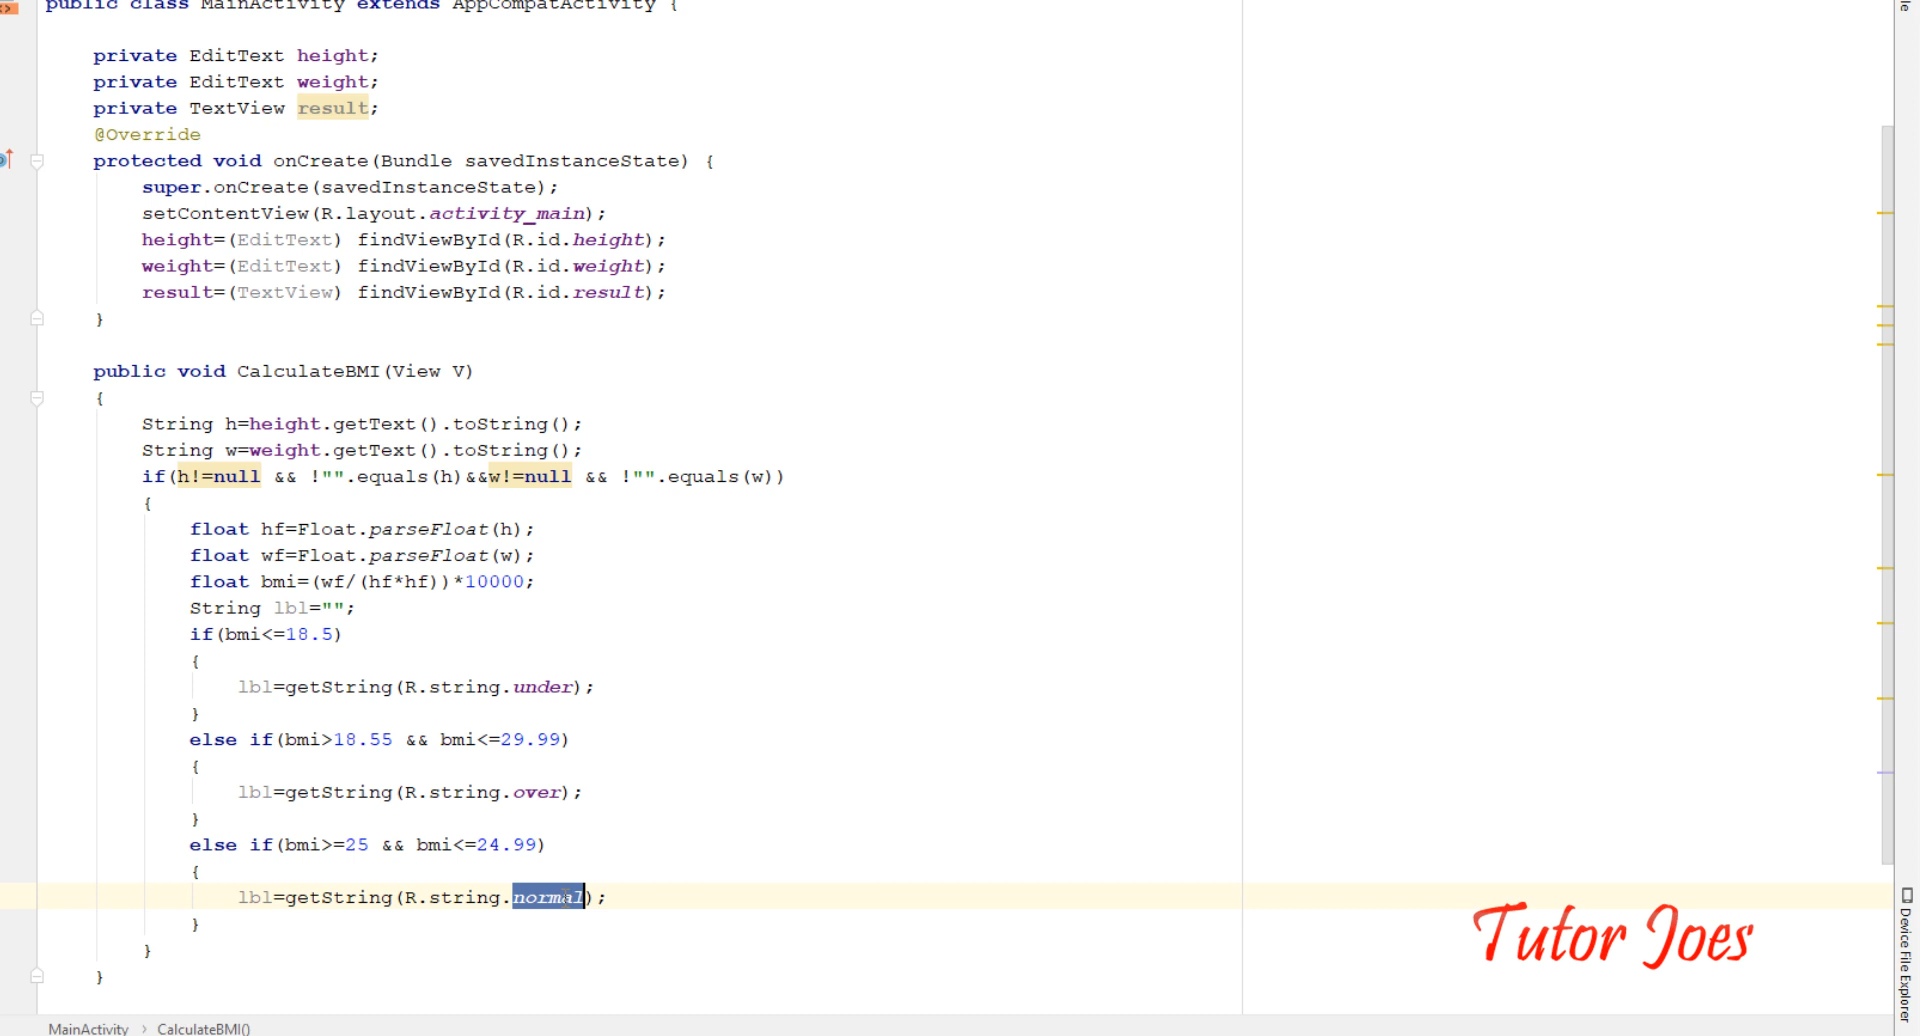 public class MainActivity extends AppCompatActivity {
private EditText height;
private EditText weight;
private TextView result;
@Override
protected void onCreate(Bundle savedInstanceState) {
super.onCreate(savedInstanceState);
setContentView(R.layout.activity_main);
height=(EditText) findViewById(R.id.height);
weight=(EditText) findViewById(R.id.weight);
result=(TextView) findViewById(R.id.result);
}
public void CalculateBMI(View V)
{
String h=height.getText().toString();
String w=weight.getText().toString();
if(h!=null && !"".equals(h)&&w!=null && !"".equals(w))
{
float hf=Float.parseFloat(h);
float wf=Float.parseFloat(w);
float bmi=(wf/(hf*hf))*10000;
String lbl="";
if(bmi<=18.5)
{
lbl=getString(R.string.under);
}
else if(bmi>18.55 && bmi<=29.99)
{
lbl=getString(R.string.over);
}
else if(bmi>=25 && bmi<=24.99)
{
lbl=getString(R.string.normal);
}
}
}
MainActivity › CalculateBMI()
Device File Explorer
Tutor Joes